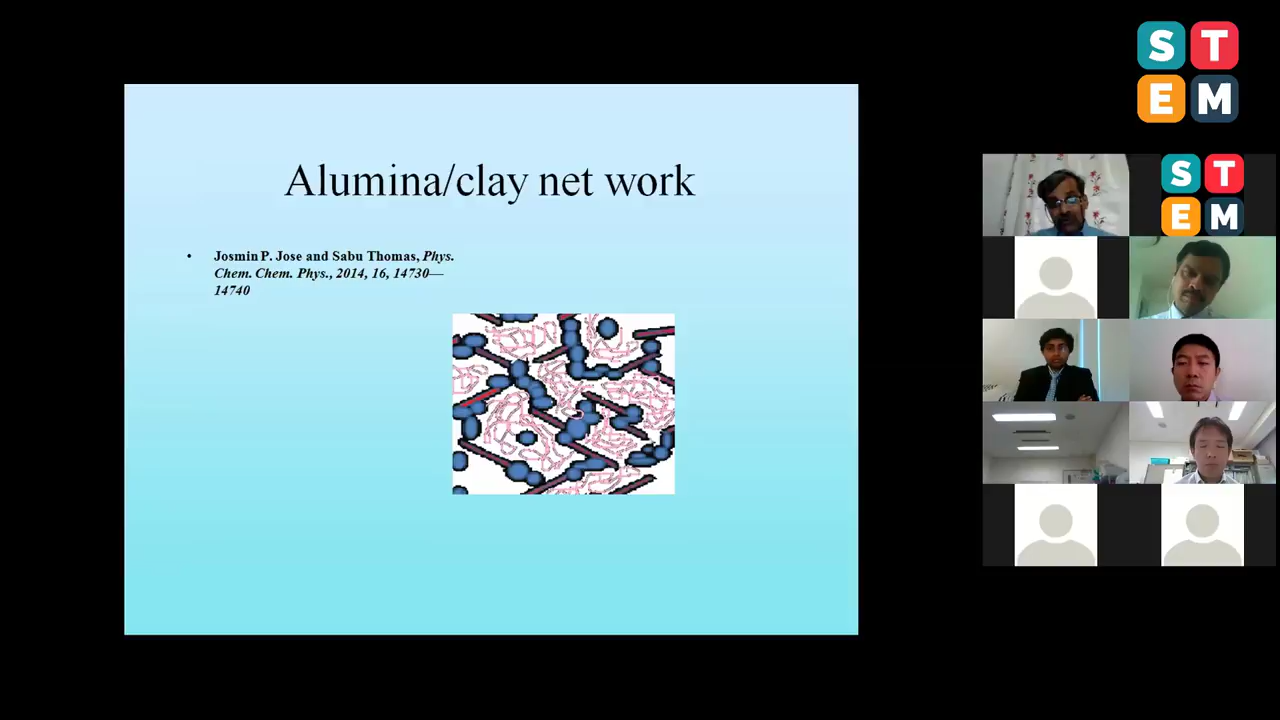 S T
E M
Alumina/clay net work
• Josmin P. Jose and Sabu Thomas, Phys.
Chem. Chem. Phys., 2014, 16, 14730—
14740
S T
E M